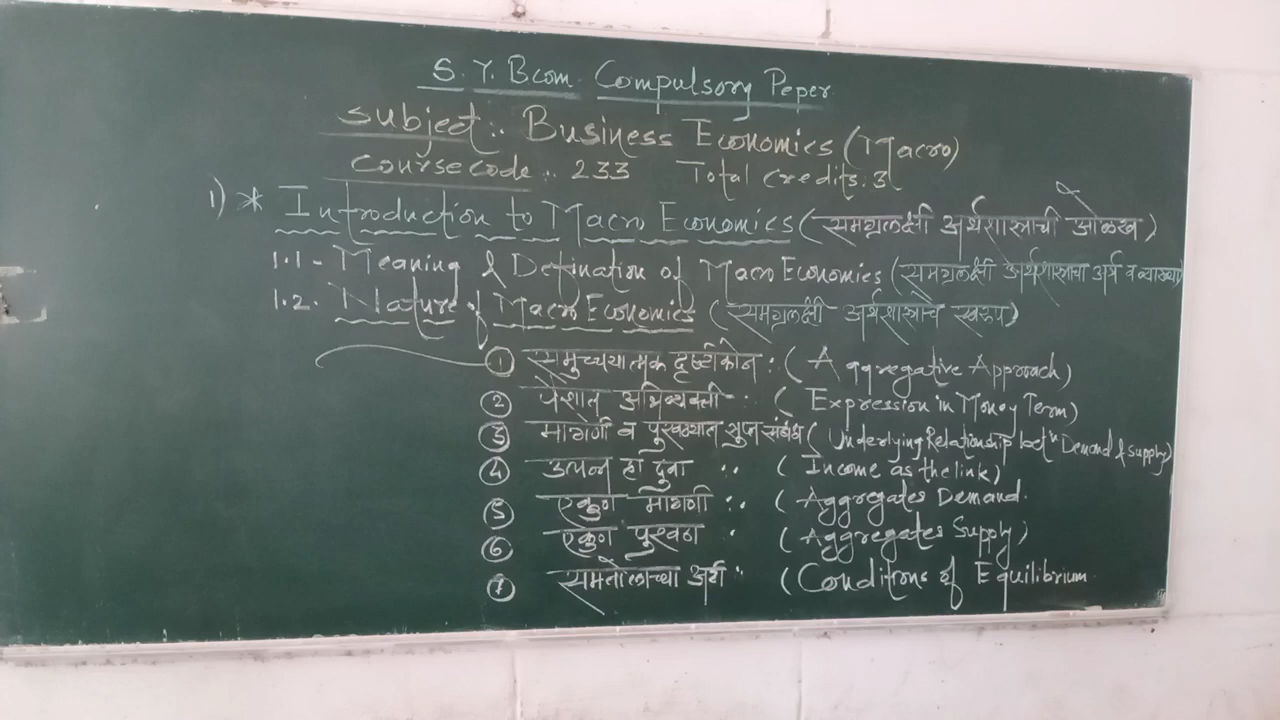 S. Y. Bcom. Compulsory Peper
Subject:. Business Economics (Macro)
Course code :. 233 Total Credits: 3
1) * Introduction to Macro Economics (समग्रलक्षी अर्थशास्त्राची ओळख)
1.1 - Meaning & Defination of Macro Economics (समग्रलक्षी अर्थशास्त्राचा अर्थ व व्याख्या)
1.2. Nature of Macro Economics (समग्रलक्षी अर्थशास्त्राचे स्वरुप)
① समुच्चयात्मक दृष्टीकोन : (Aggregative Approach)
② पैशात अभिव्यक्ती : (Expression in Money Term)
③ मागणी व पुरवठ्यात सुप्त संबंध (Underlying Relationship betn Demand & Supply)
④ उत्पन्न हा दुवा :. (Income as the link)
⑤ एकुण मागणी :. (Aggregates Demand.
⑥ एकुण पुरवठा : (Aggregates Supply)
⑦ समतोलाच्या अटी :. (Conditions of Equilibrium.